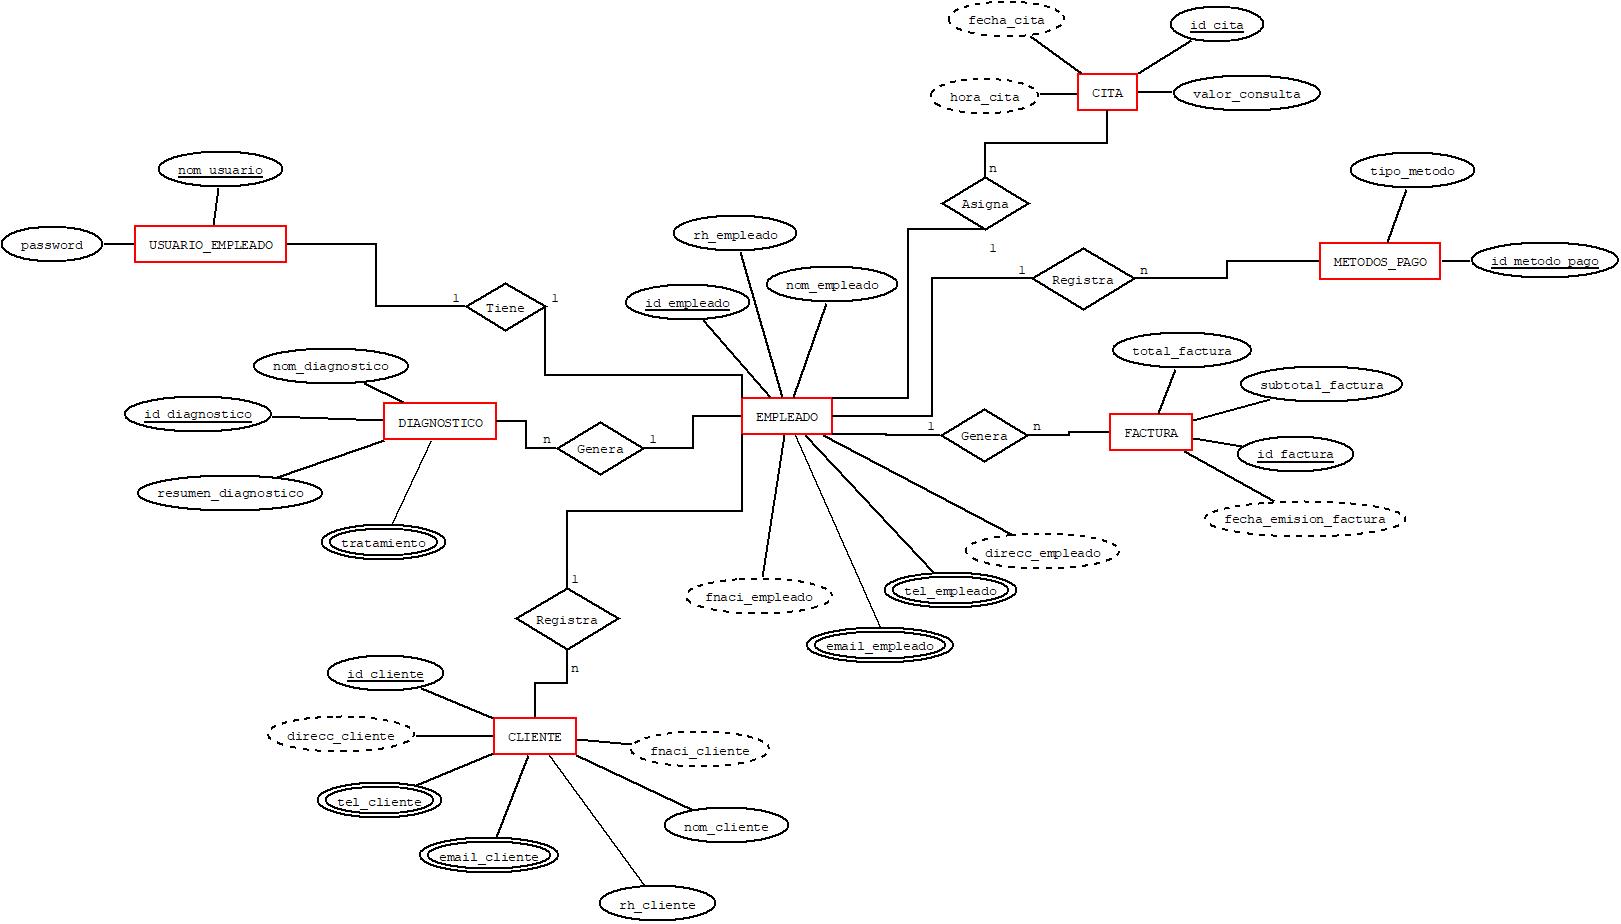 fecha_cita
id_cita
CITA
hora_cita
valor_consulta
n
nom_usuario
tipo_metodo
Asigna
rh_empleado
password
USUARIO_EMPLEADO
1
METODOS_PAGO
id_metodo_pago
1
Registra
n
nom_empleado
1
Tiene
1
id_empleado
total_factura
nom_diagnostico
subtotal_factura
id_diagnostico
DIAGNOSTICO
EMPLEADO
1
Genera
n
FACTURA
n
Genera
1
id_factura
resumen_diagnostico
fecha_emision_factura
tratamiento
direcc_empleado
1
fnaci_empleado
tel_empleado
Registra
email_empleado
n
id_cliente
direcc_cliente
CLIENTE
fnaci_cliente
tel_cliente
nom_cliente
email_cliente
rh_cliente